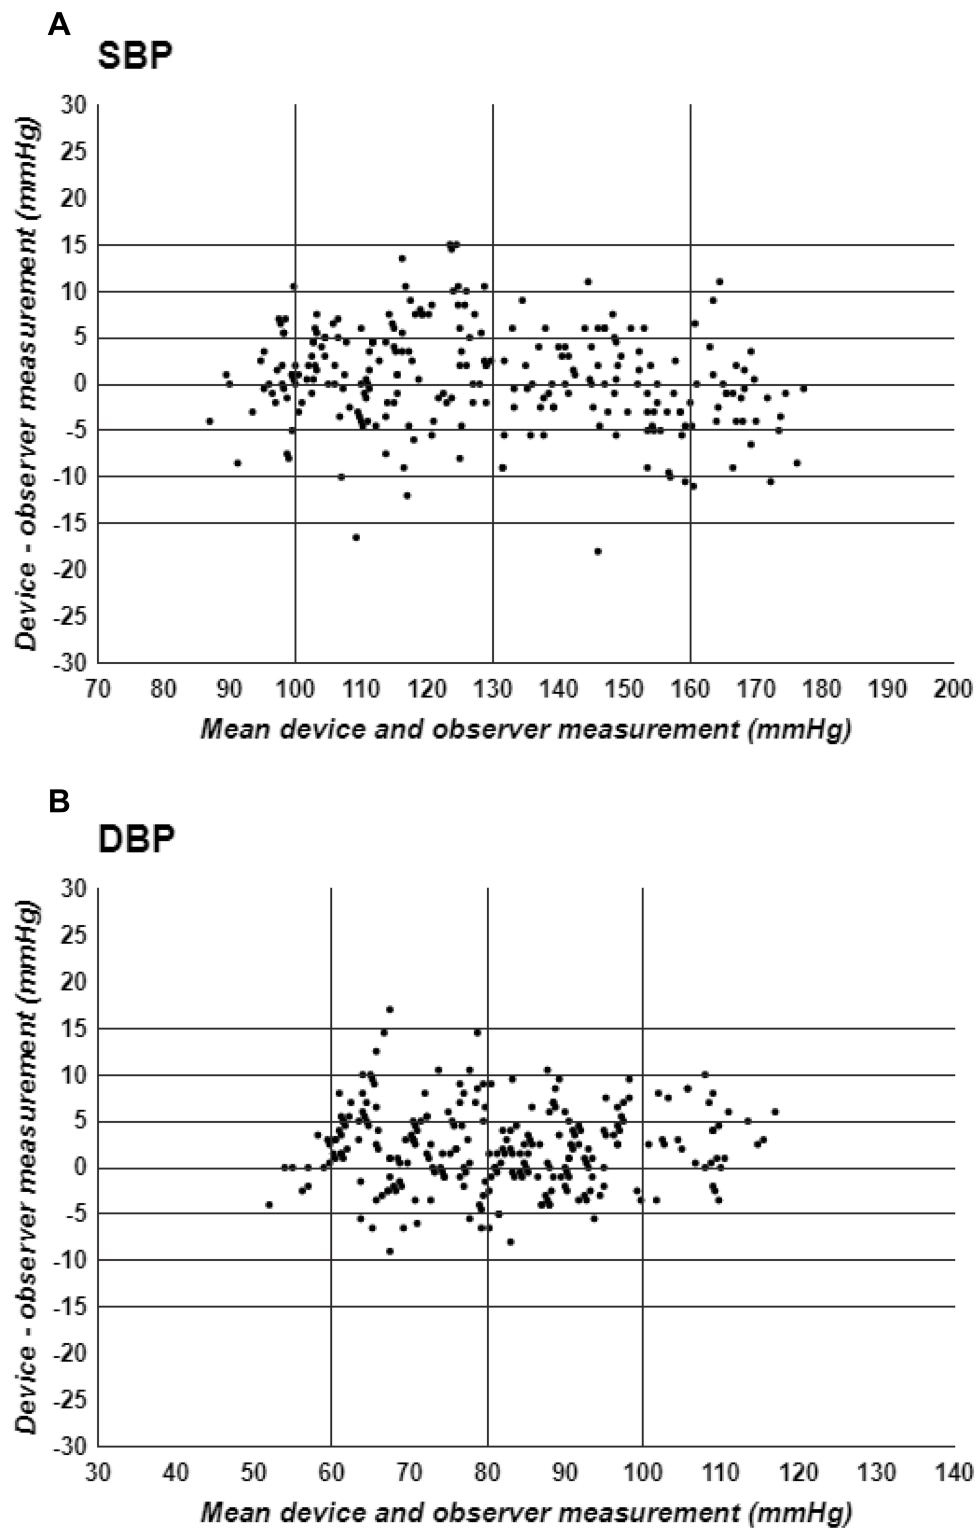 A
SBP
30
25
20
15
10
5
0
-5
-10
-15
-20
-25
-30
Device - observer measurement (mmHg)
70 80 90 100 110 120 130 140 150 160 170 180 190 200
Mean device and observer measurement (mmHg)
B
DBP
30
25
20
15
10
5
0
-5
-10
-15
-20
-25
-30
Device - observer measurement (mmHg)
30 40 50 60 70 80 90 100 110 120 130 140
Mean device and observer measurement (mmHg)